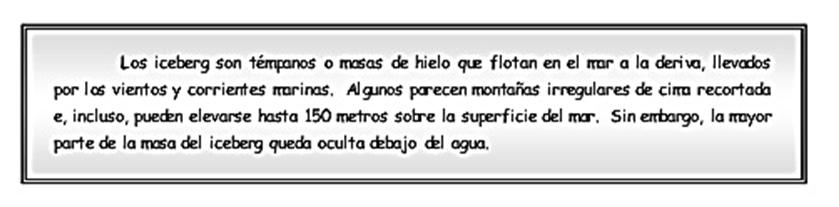 Los iceberg son témpanos o masas de hielo que flotan en el mar a la deriva, llevados
por los vientos y corrientes marinas. Algunos parecen montañas irregulares de cima recortada
e, incluso, pueden elevarse hasta 150 metros sobre la superficie del mar. Sin embargo, la mayor
parte de la masa del iceberg queda oculta debajo del agua.